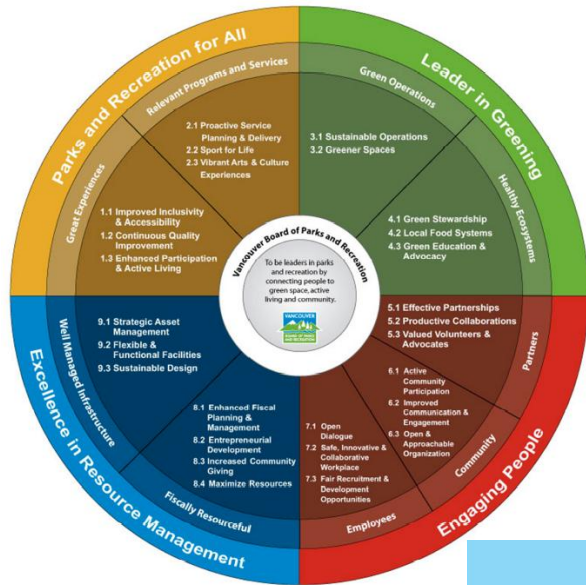 Parks and Recreation for All
Relevant Programs and Services
2.1 Proactive Service
Planning & Delivery
2.2 Sport for Life
2.3 Vibrant Arts & Culture
Experiences
Great Experiences
1.1 Improved Inclusivity
& Accessibility
1.2 Continuous Quality
Improvement
1.3 Enhanced Participation
& Active Living
Leader in Greening
Green Operations
3.1 Sustainable Operations
3.2 Greener Spaces
Healthy Ecosystems
4.1 Green Stewardship
4.2 Local Food Systems
4.3 Green Education &
Advocacy
Vancouver Board of Parks and Recreation
To be leaders in parks
and recreation by
connecting people to
green space, active
living and community.
VANCOUVER
BOARD OF PARKS
AND RECREATION
Engaging People
Partners
5.1 Effective Partnerships
5.2 Productive Collaborations
5.3 Valued Volunteers &
Advocates
Community
6.1 Active
Community
Participation
6.2 Improved
Communication &
Engagement
6.3 Open &
Approachable
Organization
Employees
7.1 Open
Dialogue
7.2 Safe, Innovative &
Collaborative
Workplace
7.3 Fair Recruitment &
Development
Opportunities
Excellence in Resource Management
Fiscally Resourceful
8.1 Enhanced Fiscal
Planning &
Management
8.2 Entrepreneurial
Development
8.3 Increased Community
Giving
8.4 Maximize Resources
Well Managed Infrastructure
9.1 Strategic Asset
Management
9.2 Flexible &
Functional Facilities
9.3 Sustainable Design